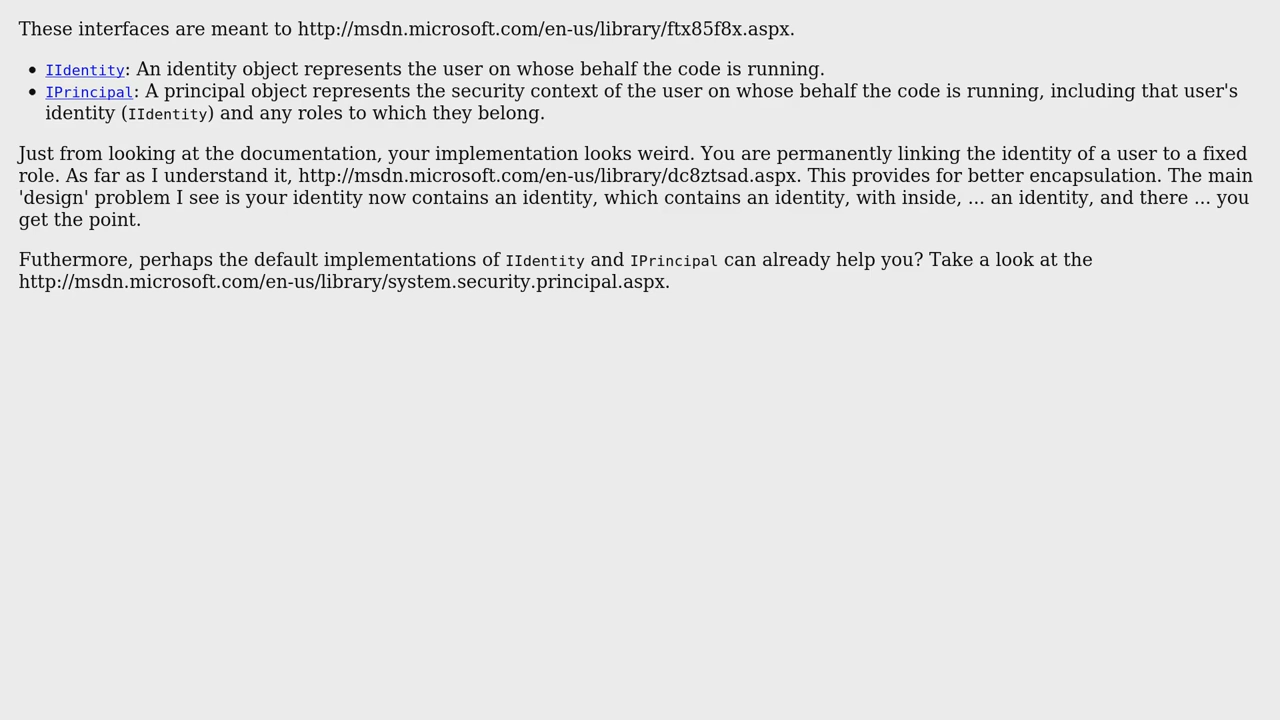 These interfaces are meant to http://msdn.microsoft.com/en-us/library/ftx85f8x.aspx.
• IIdentity: An identity object represents the user on whose behalf the code is running.
• IPrincipal: A principal object represents the security context of the user on whose behalf the code is running, including that user's
identity (IIdentity) and any roles to which they belong.
Just from looking at the documentation, your implementation looks weird. You are permanently linking the identity of a user to a fixed
role. As far as I understand it, http://msdn.microsoft.com/en-us/library/dc8ztsad.aspx. This provides for better encapsulation. The main
'design' problem I see is your identity now contains an identity, which contains an identity, with inside, ... an identity, and there ... you
get the point.
Futhermore, perhaps the default implementations of IIdentity and IPrincipal can already help you? Take a look at the
http://msdn.microsoft.com/en-us/library/system.security.principal.aspx.